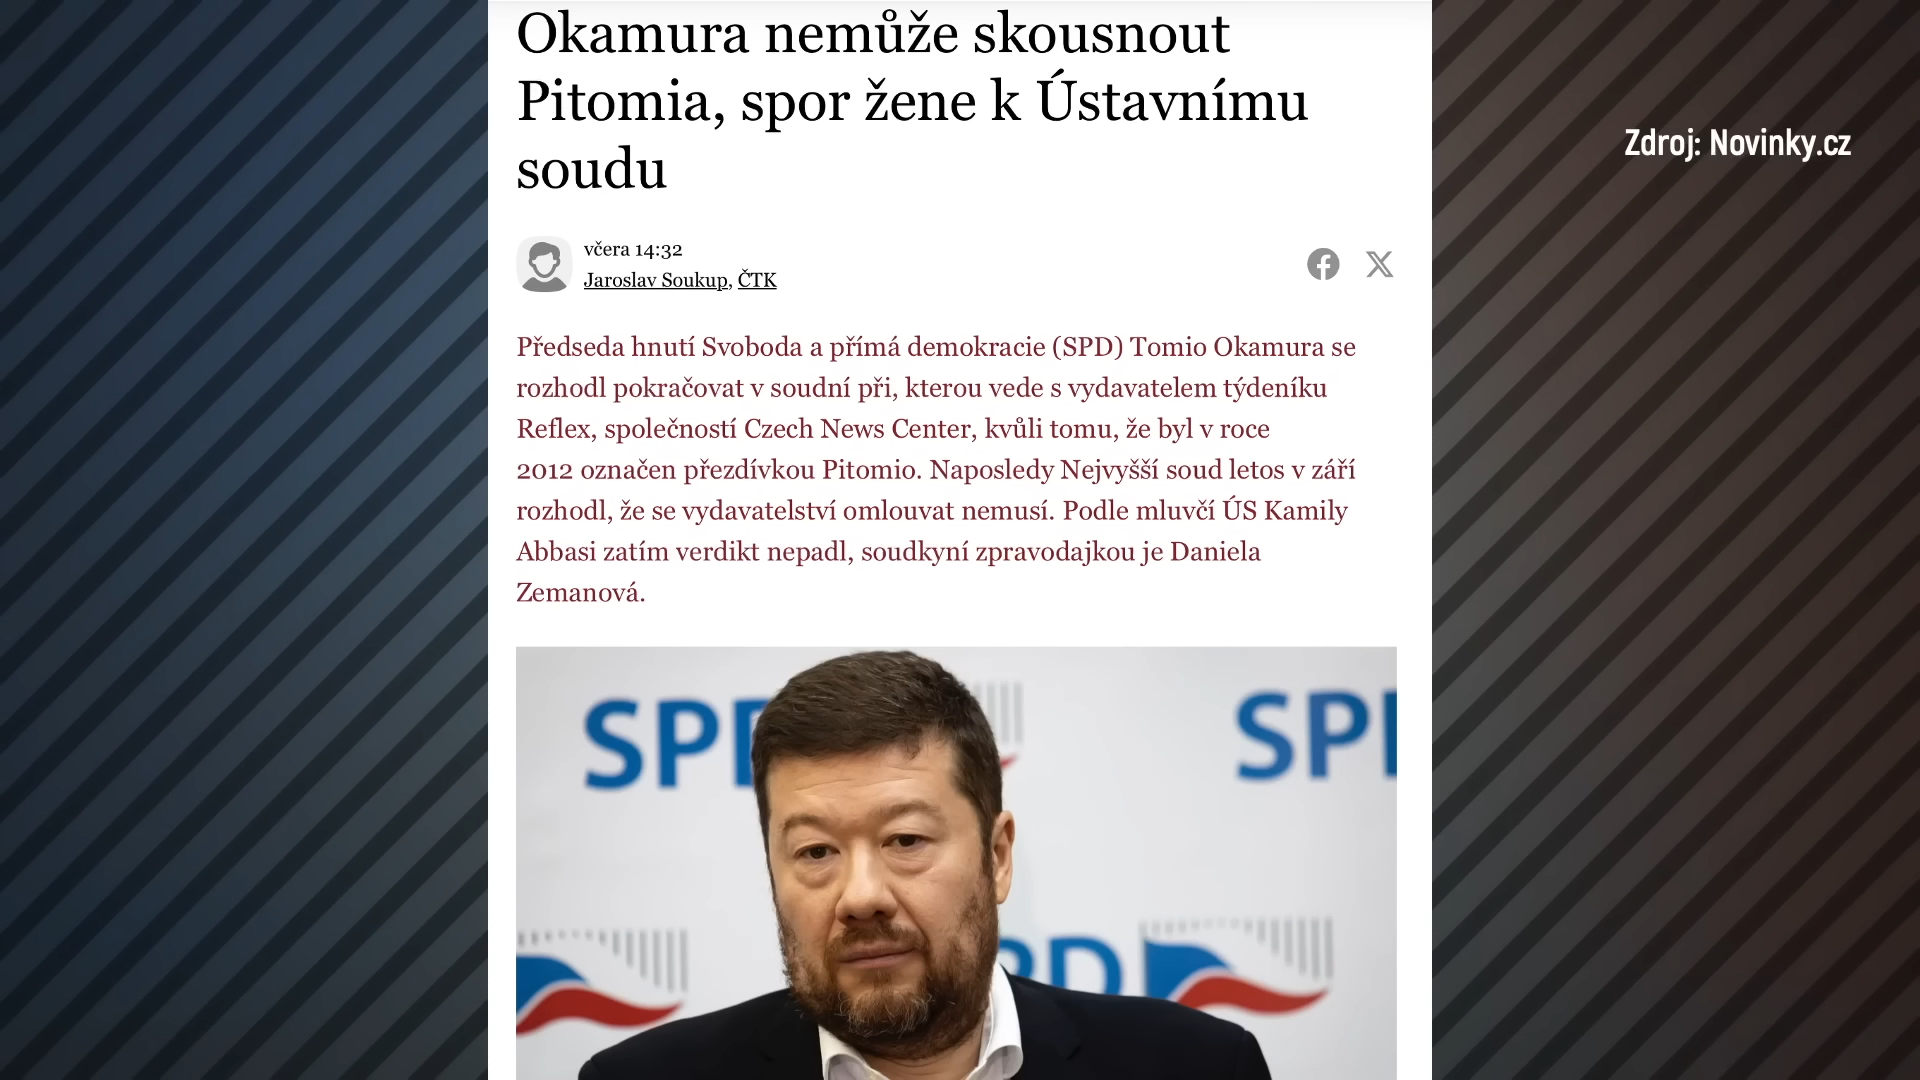 Okamura nemůže skousnout
Pitomia, spor žene k Ústavnímu
soudu
Zdroj: Novinky.cz
včera 14:32
Jaroslav Soukup, ČTK
Předseda hnutí Svoboda a přímá demokracie (SPD) Tomio Okamura se
rozhodl pokračovat v soudní při, kterou vede s vydavatelem týdeníku
Reflex, společností Czech News Center, kvůli tomu, že byl v roce
2012 označen přezdívkou Pitomio. Naposledy Nejvyšší soud letos v září
rozhodl, že se vydavatelství omlouvat nemusí. Podle mluvčí ÚS Kamily
Abbasi zatím verdikt nepadl, soudkyní zpravodajkou je Daniela
Zemanová.
SPD SPD
PD